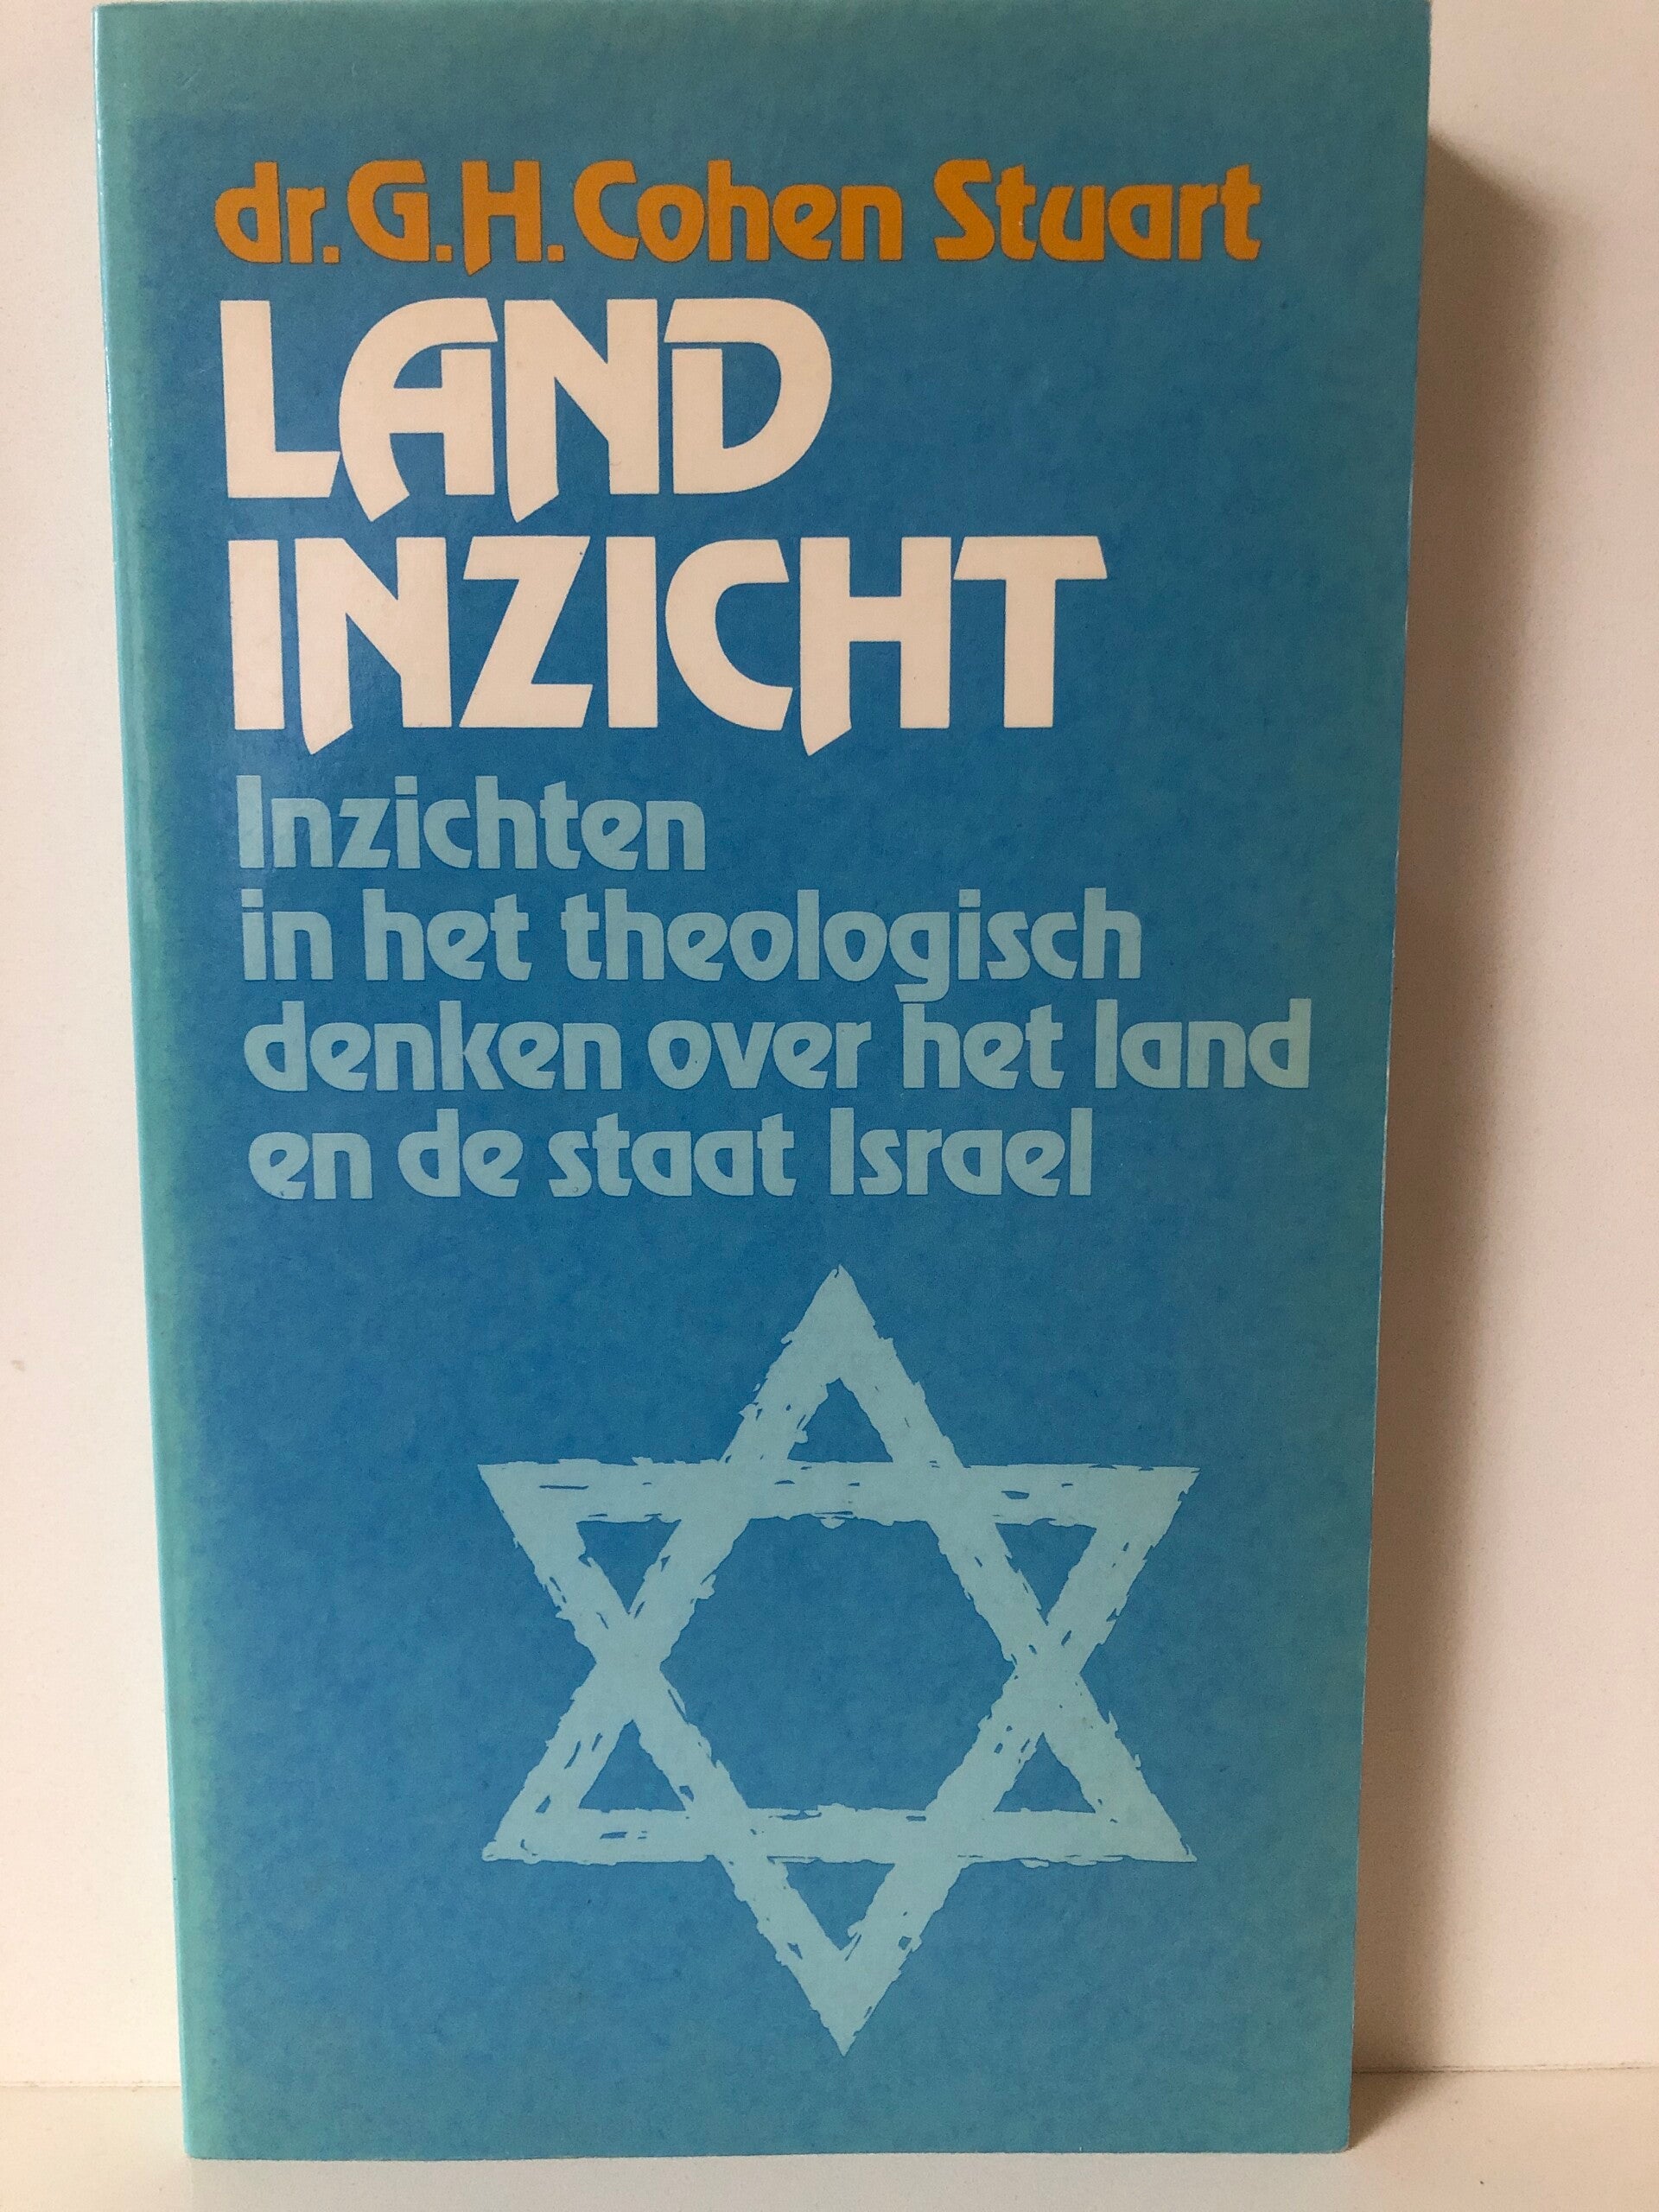 dr. G.H. Cohen Stuart
LAND
INZICHT
Inzichten
in het theologisch
denken over het land
en de staat Israel